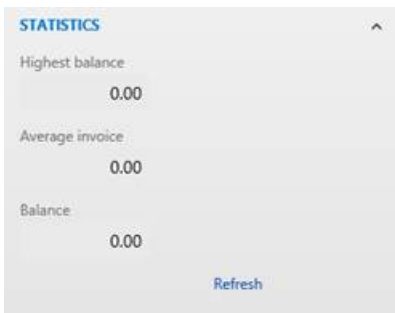 STATISTICS
Highest balance
0.00
Average invoice
0.00
Balance
0.00
Refresh